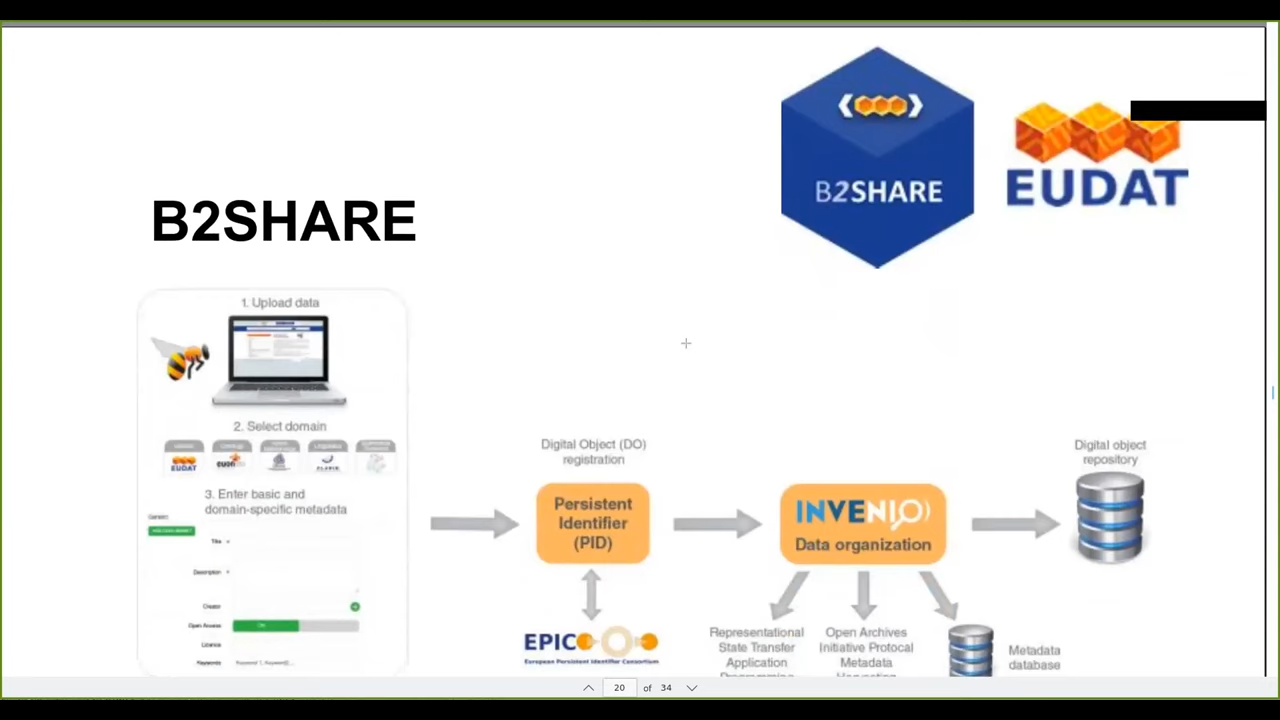 B2SHARE
EUDAT
B2SHARE
1. Upload data
2. Select domain
EUDAT
3. Enter basic and
domain-specific metadata
Title
Description
Creator
Open Access
Licence
Keywords
Digital Object (DO)
registration
Persistent
Identifier
(PID)
EPIC
European Persistent Identifier Consortium
INVENIO
Data organization
Representational
State Transfer
Application
Open Archives
Initiative Protocal
Metadata
Metadata
database
Digital object
repository
20 of 34